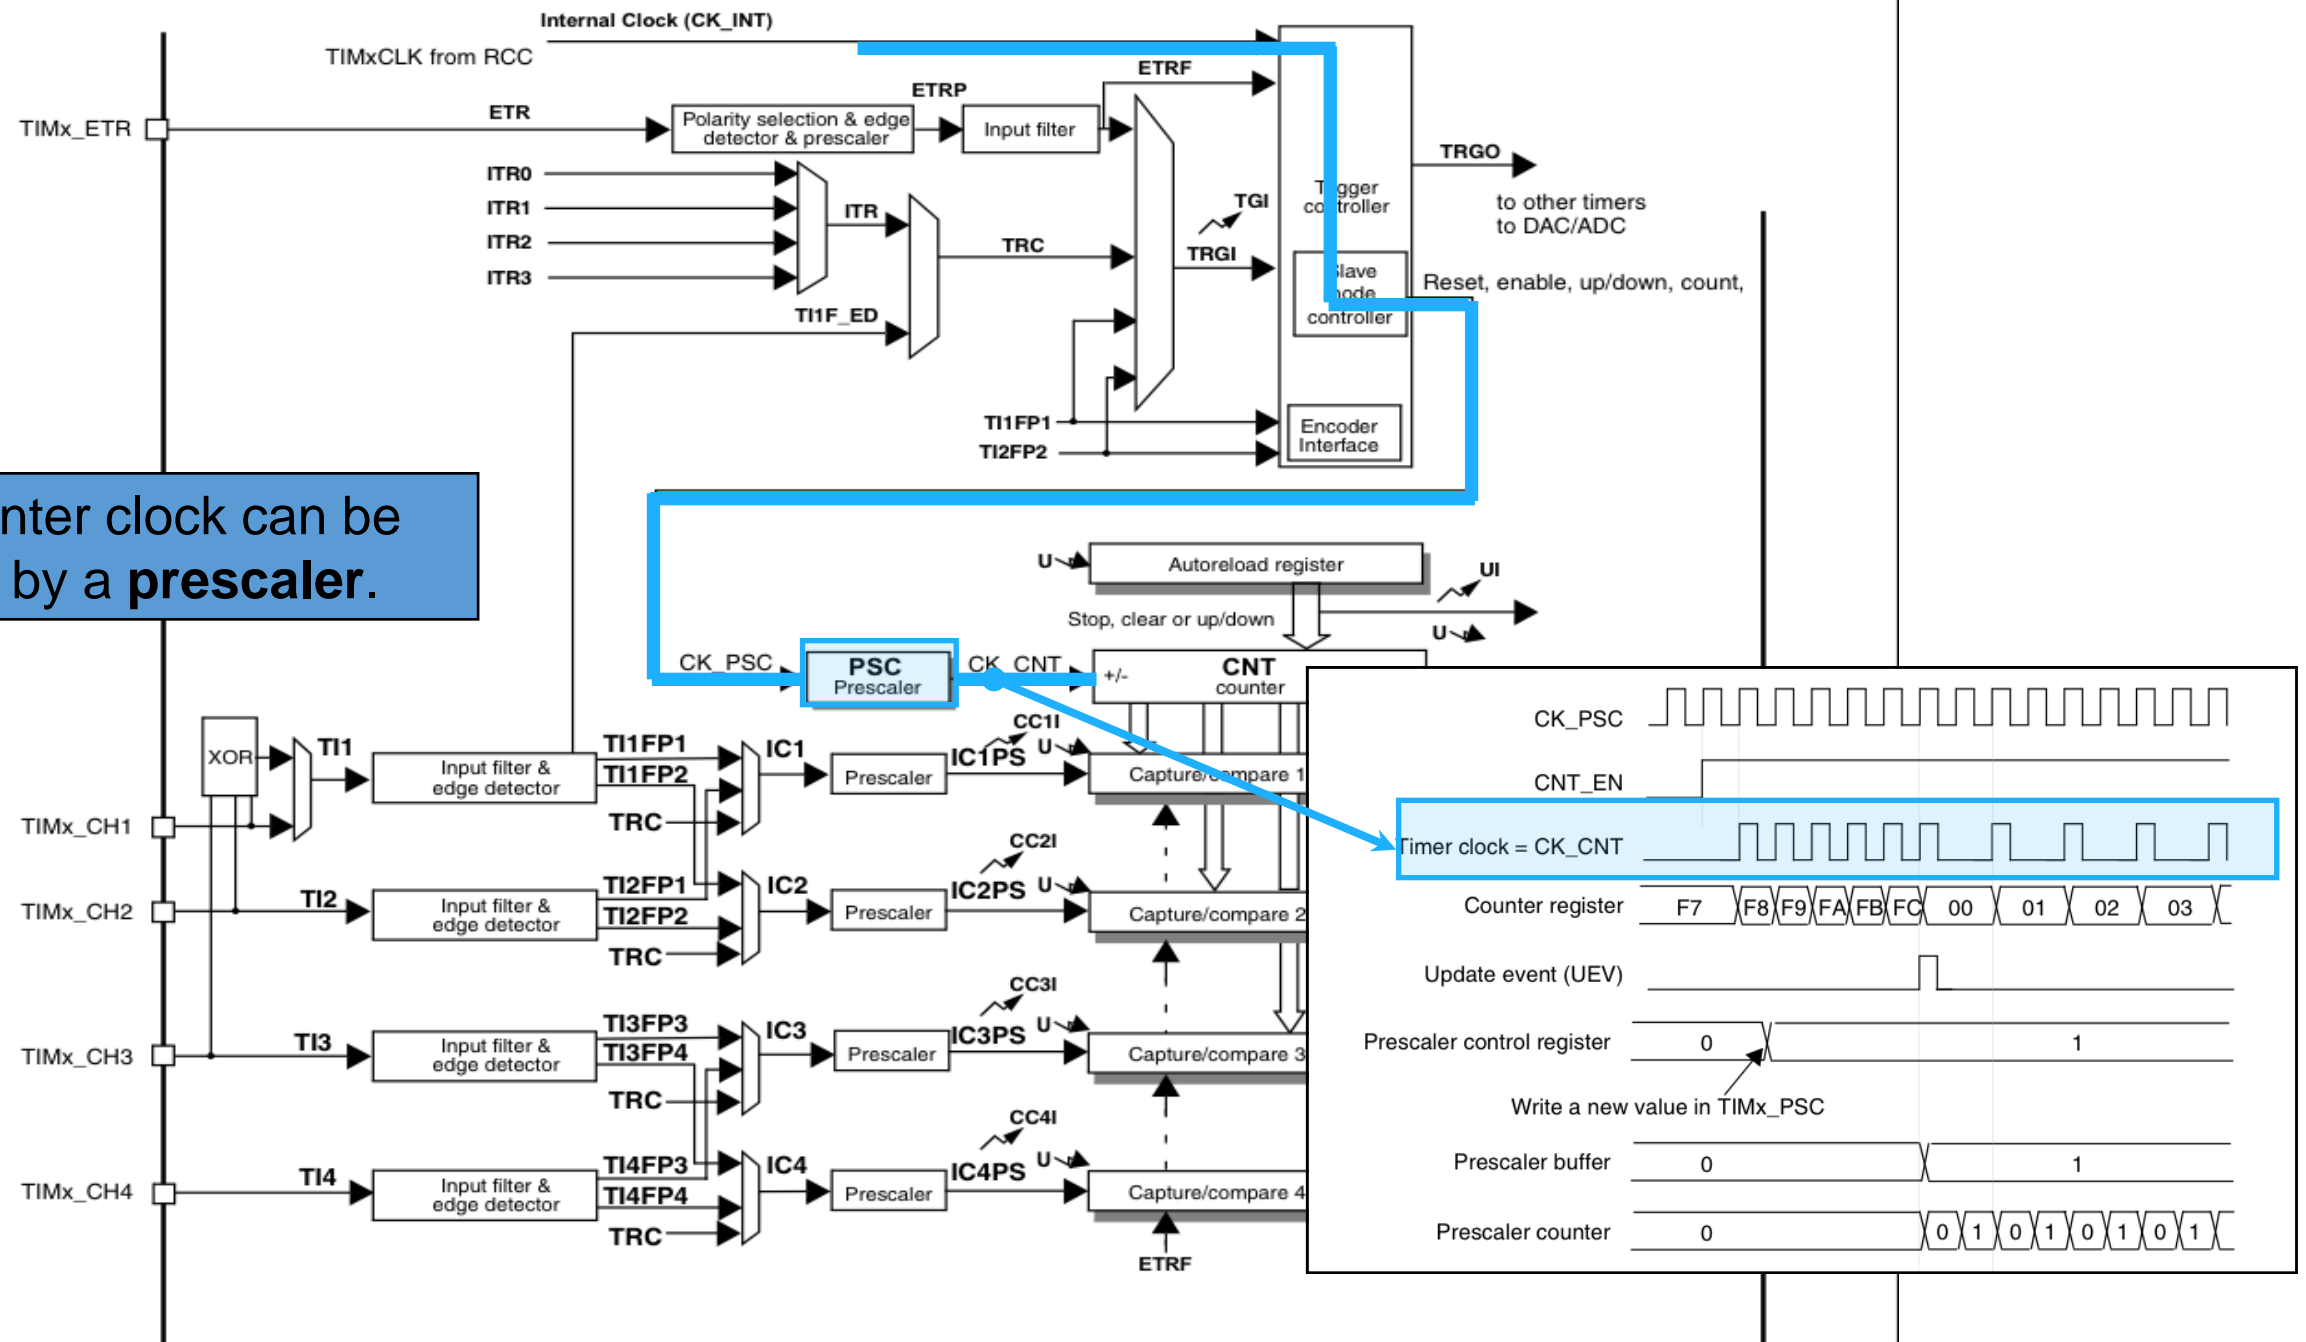 Internal Clock (CK_INT)
TIMxCLK from RCC
ETRF
ETRP
ETR
TIMx_ETR
Polarity selection & edge
detector & prescaler
Input filter
TRGO
ITR0
ITR1
ITR2
ITR3
ITR
TRC
TGI
TRGI
controller
to other timers
to DAC/ADC
Reset, enable, up/down, count,
controller
TI1F_ED
TI1FP1
TI2FP2
Encoder
Interface
nter clock can be
by a prescaler.
U
Autoreload register
UI
Stop, clear or up/down
U
CK_PSC
PSC
Prescaler
CK_CNT
+/-
CNT
counter
XOR
TI1
Input filter &
edge detector
TI1FP1
TI1FP2
TRC
IC1
Prescaler
CC1I
IC1PS
U
Capture/compare 1
TIMx_CH1
TIMx_CH2
TI2
Input filter &
edge detector
TI2FP1
TI2FP2
TRC
IC2
Prescaler
CC2I
IC2PS
U
Capture/compare 2
TIMx_CH3
TI3
Input filter &
edge detector
TI3FP3
TI3FP4
TRC
IC3
Prescaler
CC3I
IC3PS
U
Capture/compare 3
TIMx_CH4
TI4
Input filter &
edge detector
TI4FP3
TI4FP4
TRC
IC4
Prescaler
CC4I
IC4PS
U
Capture/compare 4
ETRF
CK_PSC
CNT_EN
Timer clock = CK_CNT
Counter register F7 F8 F9 FA FB FC 00 01 02 03
Update event (UEV)
Prescaler control register 0 1
Write a new value in TIMx_PSC
Prescaler buffer 0 1
Prescaler counter 0 0 1 0 1 0 1 0 1